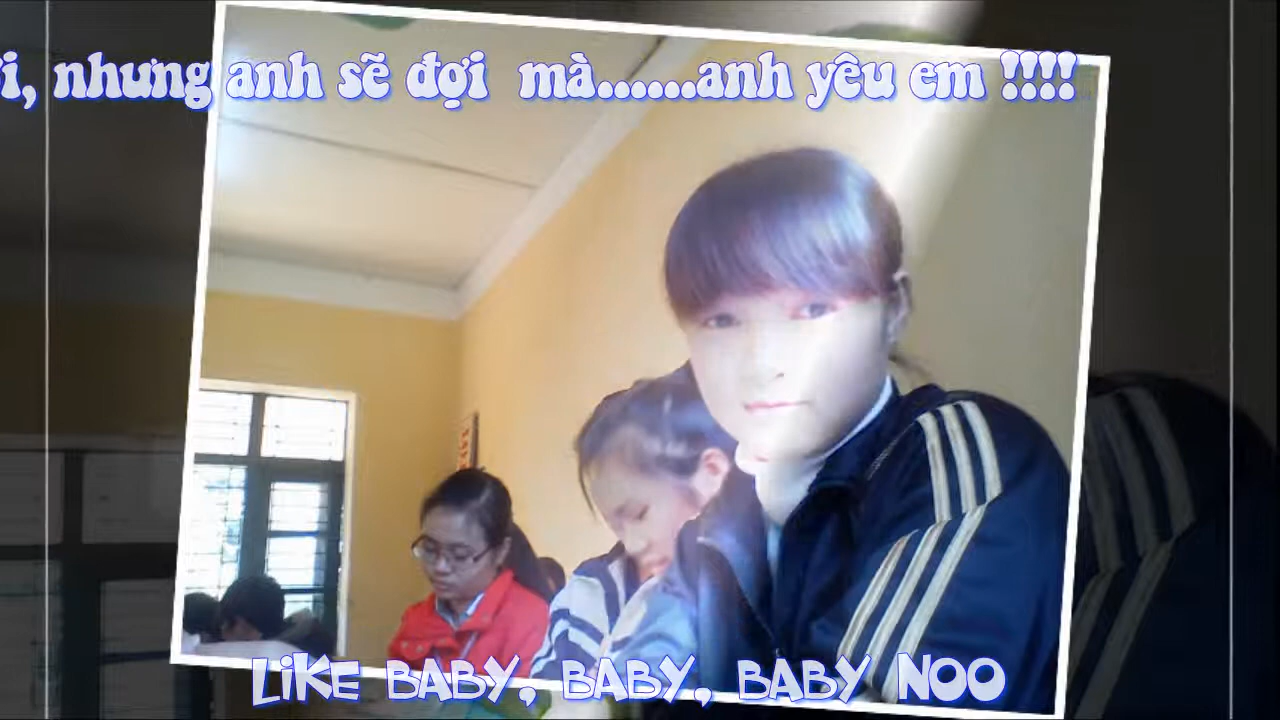 nhưng anh sẽ đợi mà......anh yêu em !!!!
LIKE BABY, BABY, BABY NOO